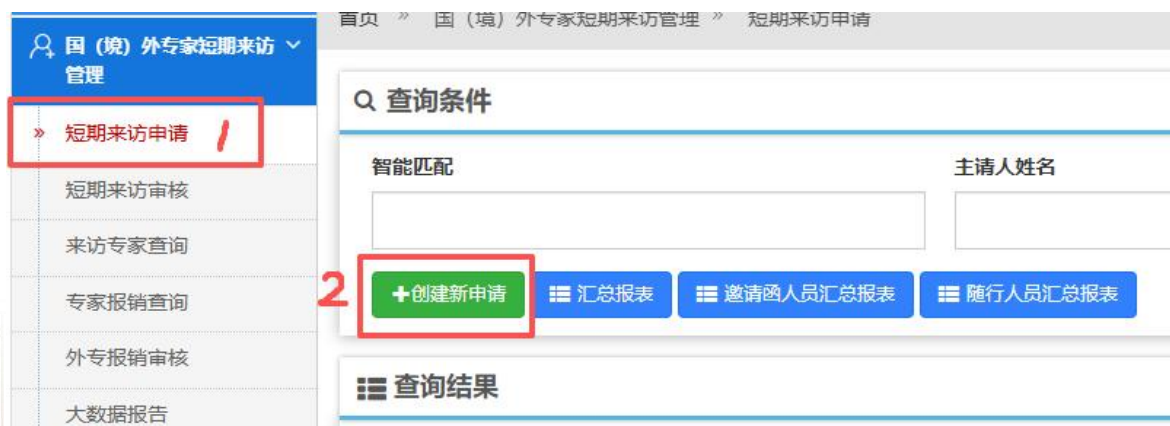 首页 » 国（境）外专家短期来访管理 » 短期来访申请
国（境）外专家短期来访
管理
» 短期来访申请 1
短期来访审核
来访专家查询
专家报销查询
外专报销审核
大数据报告
查询条件
智能匹配 主请人姓名
2 +创建新申请 汇总报表 邀请函人员汇总报表 随行人员汇总报表
查询结果